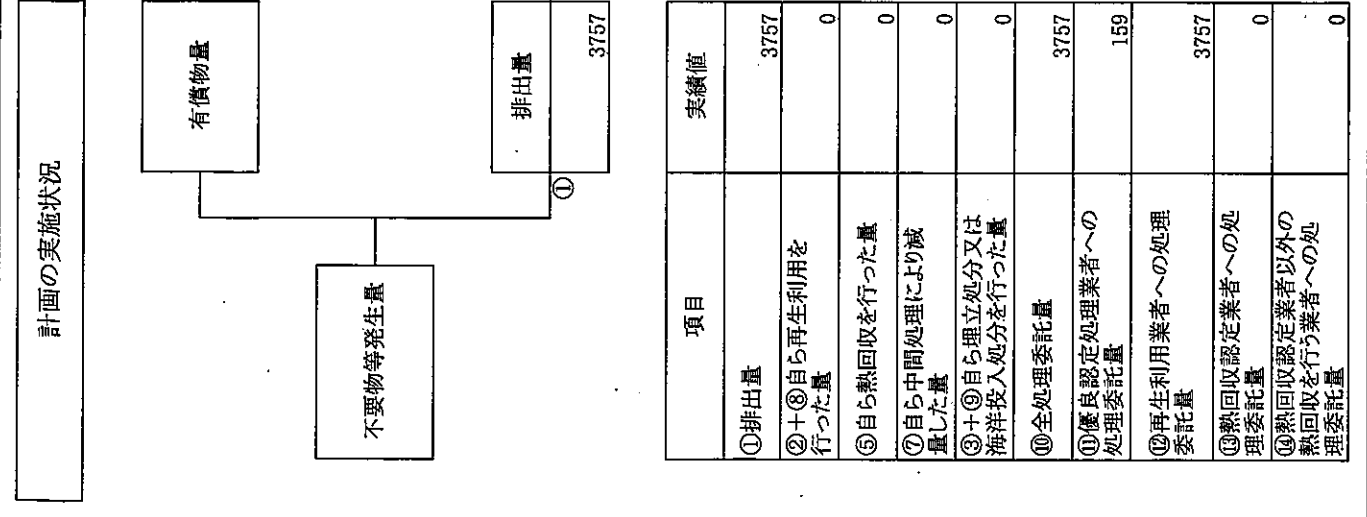 計画の実施状況
有償物量
不要物等発生量
①
排出量
3757
項目
実績値
①排出量
3757
②+⑧自ら再生利用を
行った量
0
⑤自ら熱回収を行った量
0
⑦自ら中間処理により減
量した量
0
③+⑨自ら埋立処分又は
海洋投入処分を行った量
0
⑩全処理委託量
3757
⑪優良認定処理業者への
処理委託量
159
⑫再生利用業者への処理
委託量
3757
⑬熱回収認定業者への処
理委託量
0
⑭熱回収認定業者以外の
熱回収を行う業者への処
理委託量
0